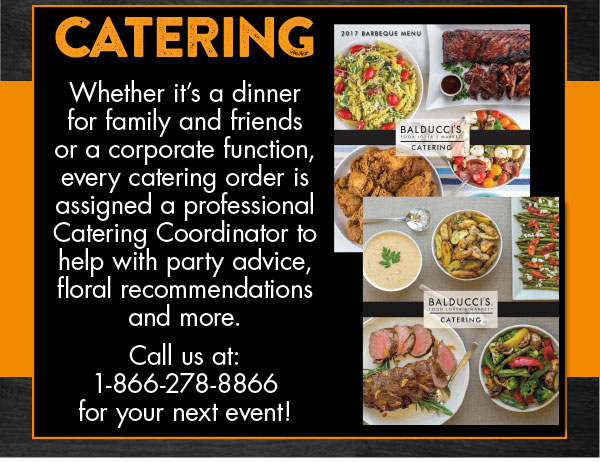 CATERING
Whether it's a dinner
for family and friends
or a corporate function,
every catering order is
assigned a professional
Catering Coordinator to
help with party advice,
floral recommendations
and more.
Call us at:
1-866-278-8866
for your next event!
2017 BARBEQUE MENU
BALDUCCI'S
FOOD LOVER'S MARKET
CATERING
BALDUCCI'S
FOOD LOVER'S MARKET
CATERING